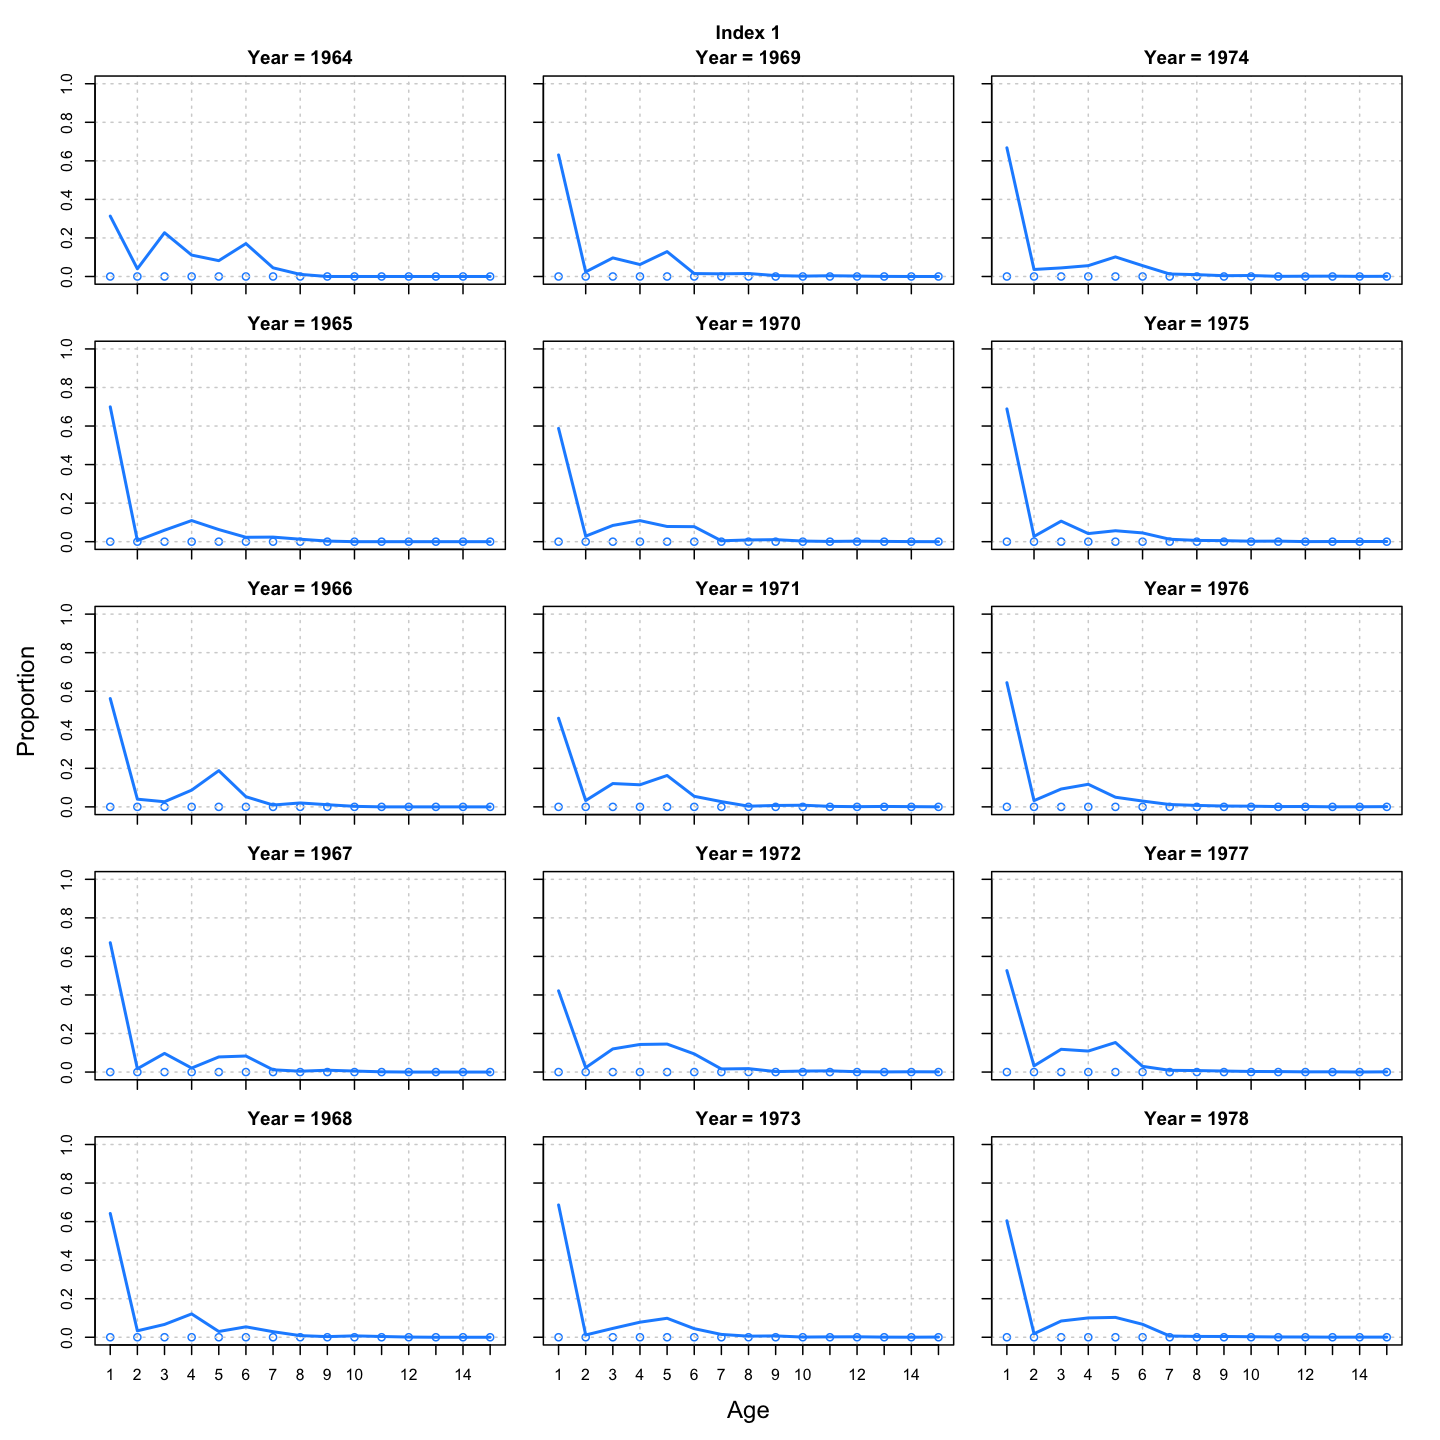 Index 1
Year = 1964
Year = 1969
Year = 1974
0.0 0.2 0.4 0.6 0.8 1.0
Year = 1965
Year = 1970
Year = 1975
0.0 0.2 0.4 0.6 0.8 1.0
Year = 1966
Year = 1971
Year = 1976
0.0 0.2 0.4 0.6 0.8 1.0
Proportion
Year = 1967
Year = 1972
Year = 1977
0.0 0.2 0.4 0.6 0.8 1.0
Year = 1968
Year = 1973
Year = 1978
0.0 0.2 0.4 0.6 0.8 1.0
1 2 3 4 5 6 7 8 9 10 12 14
1 2 3 4 5 6 7 8 9 10 12 14
1 2 3 4 5 6 7 8 9 10 12 14
Age